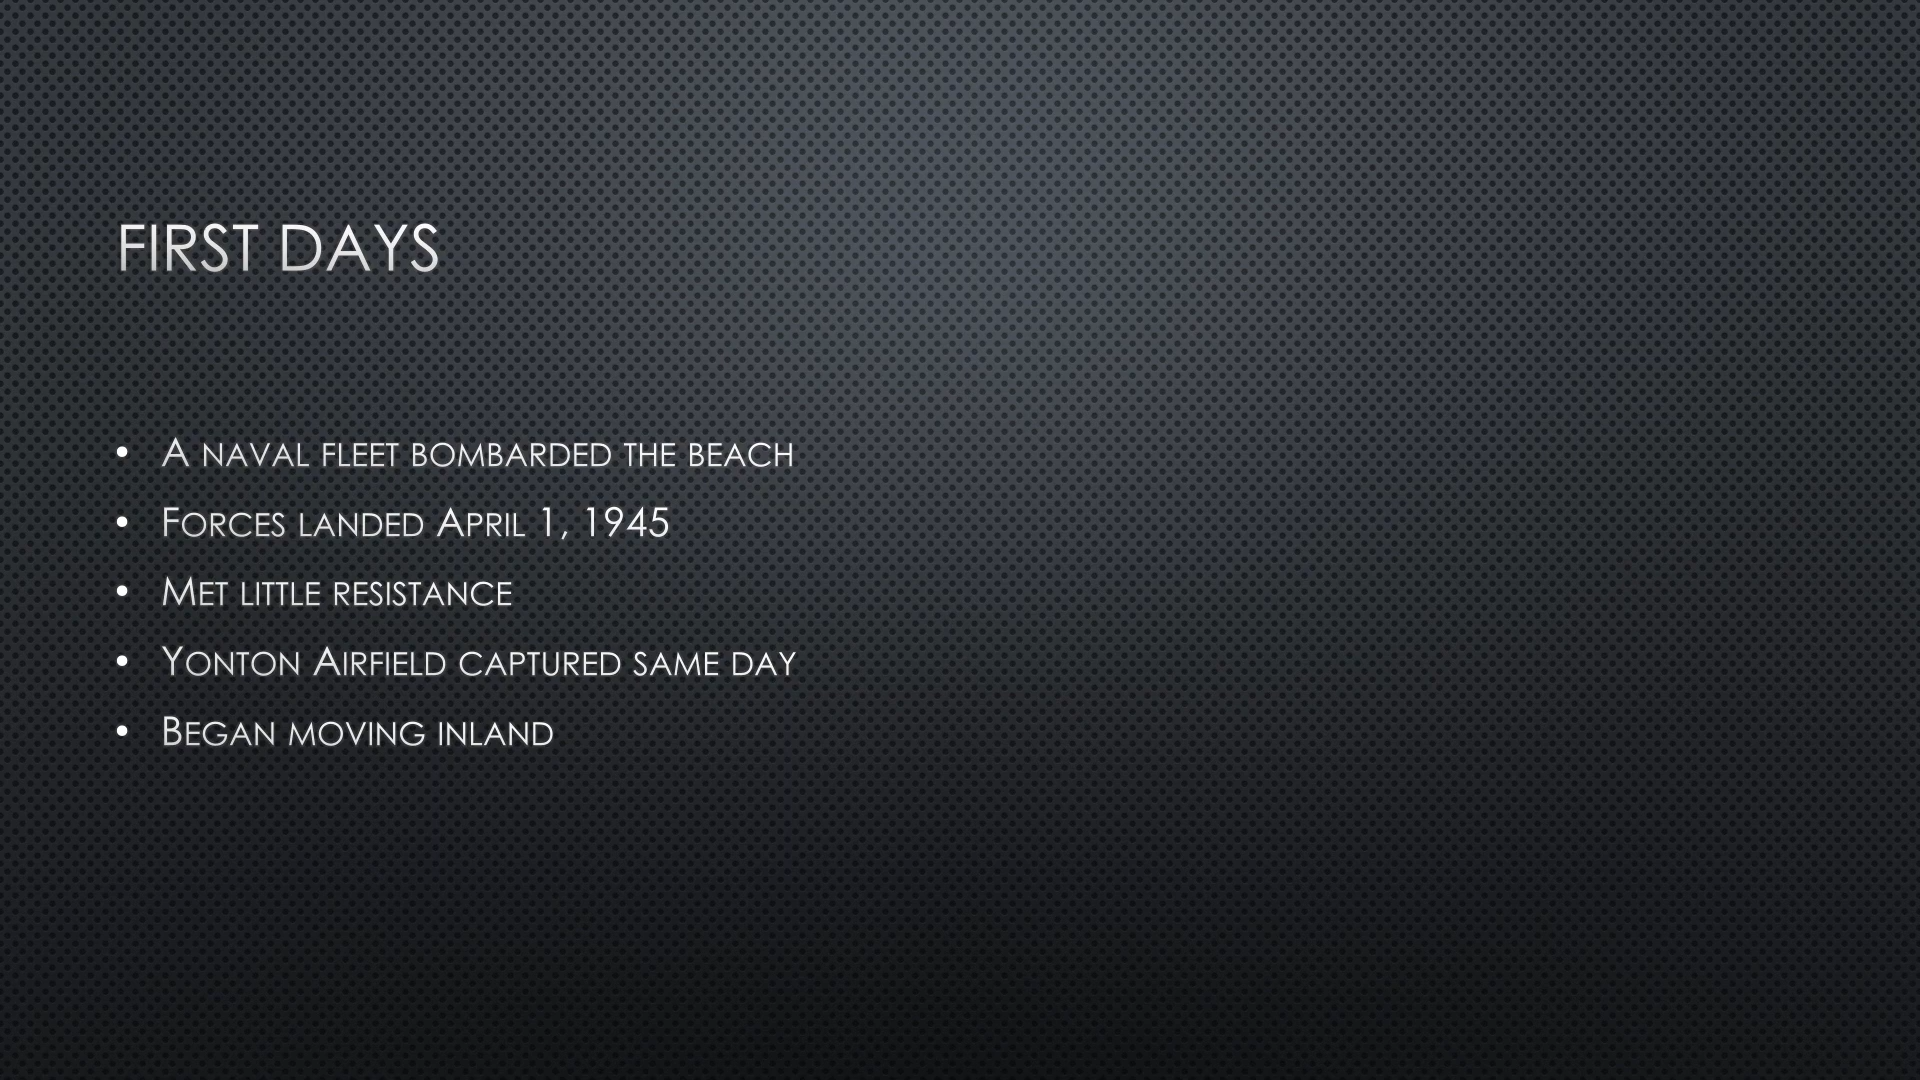 FIRST DAYS
• A NAVAL FLEET BOMBARDED THE BEACH
• FORCES LANDED APRIL 1, 1945
• MET LITTLE RESISTANCE
• YONTON AIRFIELD CAPTURED SAME DAY
• BEGAN MOVING INLAND